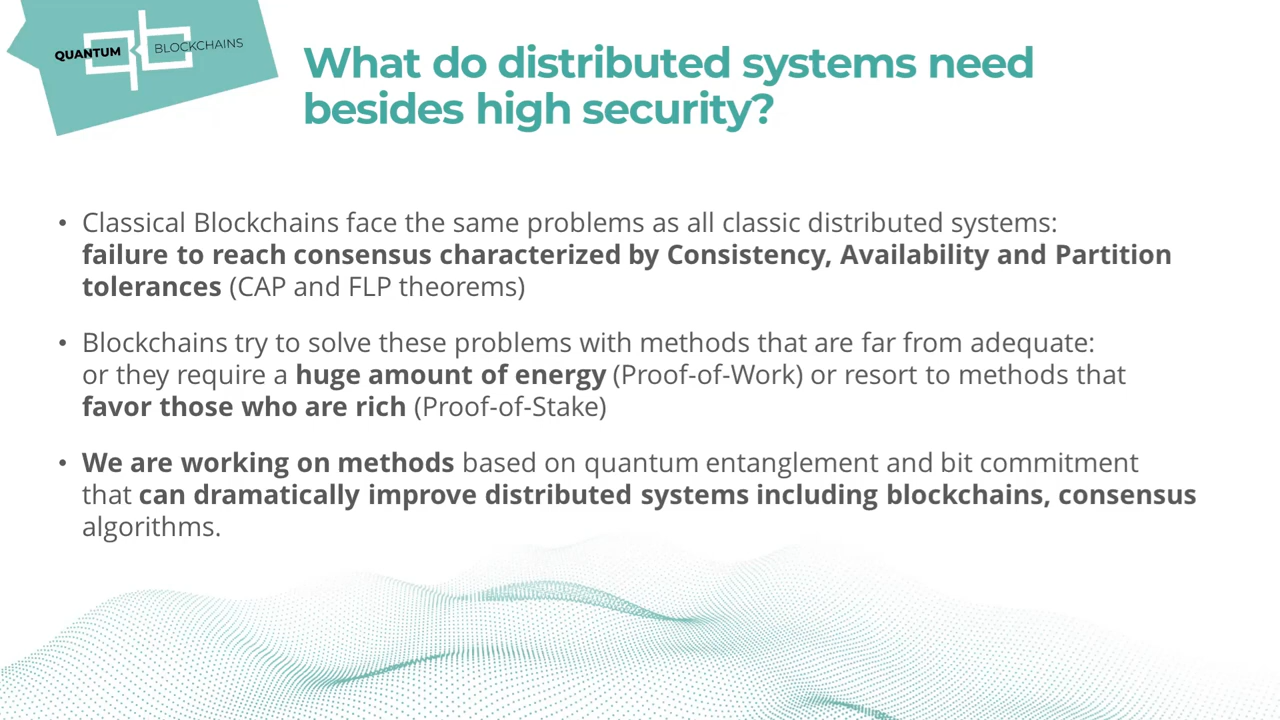 QUANTUM BLOCKCHAINS
What do distributed systems need
besides high security?
• Classical Blockchains face the same problems as all classic distributed systems:
failure to reach consensus characterized by Consistency, Availability and Partition
tolerances (CAP and FLP theorems)
• Blockchains try to solve these problems with methods that are far from adequate:
or they require a huge amount of energy (Proof-of-Work) or resort to methods that
favor those who are rich (Proof-of-Stake)
• We are working on methods based on quantum entanglement and bit commitment
that can dramatically improve distributed systems including blockchains, consensus
algorithms.